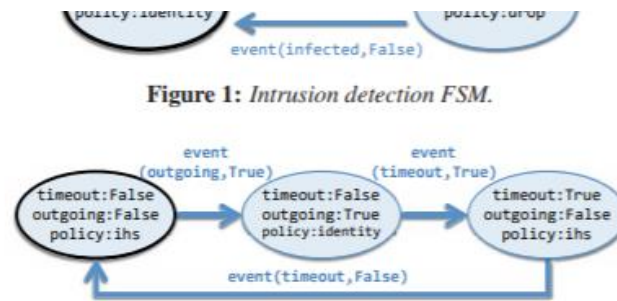 policy:identity
policy:drop
event(infected,False)
Figure 1: Intrusion detection FSM.
event
(outgoing,True)
event
(timeout,True)
timeout:False
outgoing:False
policy:ihs
timeout:False
outgoing:True
policy:identity
timeout:True
outgoing:False
policy:ihs
event(timeout,False)